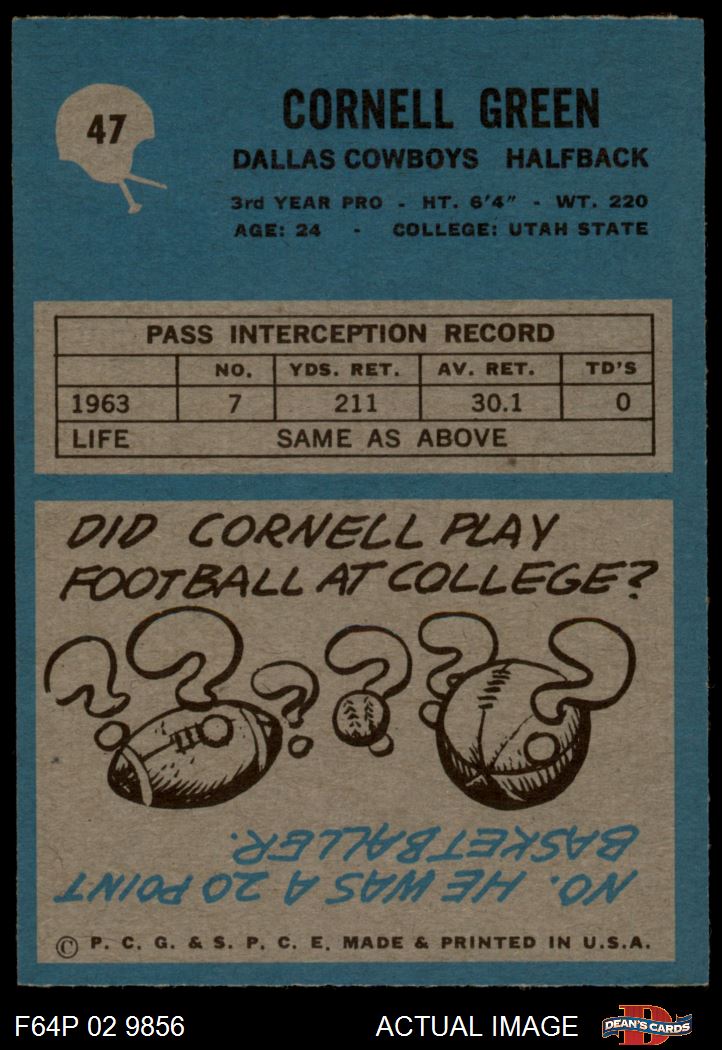 47
CORNELL GREEN
DALLAS COWBOYS HALFBACK
3rd YEAR PRO - HT. 6'4" - WT. 220
AGE: 24 - COLLEGE: UTAH STATE
PASS INTERCEPTION RECORD
NO. YDS. RET. AV. RET. TD'S
1963 7 211 30.1 0
LIFE SAME AS ABOVE
DID CORNELL PLAY
FOOTBALL AT COLLEGE?
NO. HE WAS A 20 POINT
BASKETBALLER.
© P. C. G. & S. P. C. E. MADE & PRINTED IN U.S.A.
F64P 02 9856 ACTUAL IMAGE
D
DEAN'S CARDS